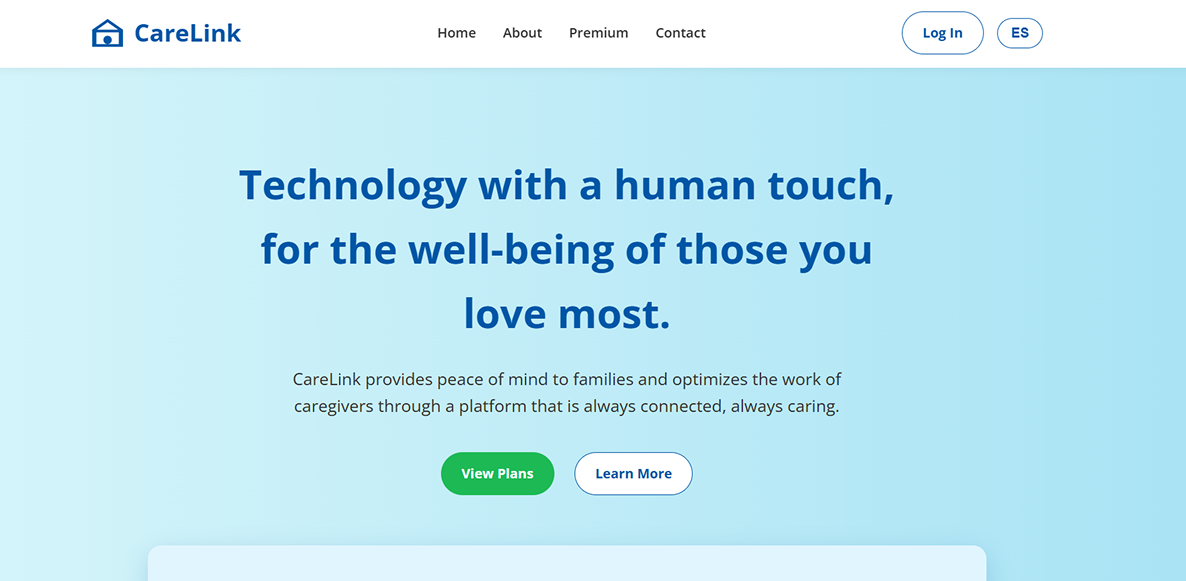 CareLink
Home About Premium Contact
Log In ES
Technology with a human touch,
for the well-being of those you
love most.
CareLink provides peace of mind to families and optimizes the work of
caregivers through a platform that is always connected, always caring.
View Plans Learn More